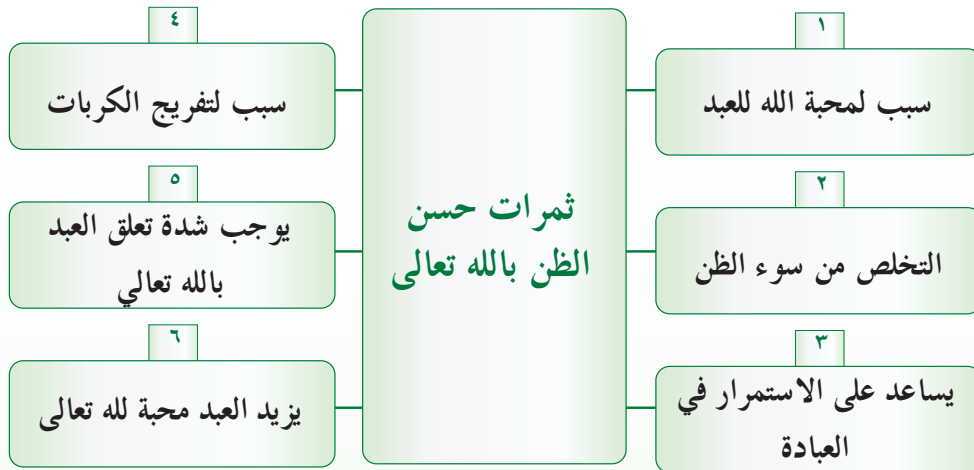 ثمرات حسن
الظن بالله تعالى
١
سبب لمحبة الله للعبد
٢
التخلص من سوء الظن
٣
يساعد على الاستمرار في
العبادة
٤
سبب لتفريج الكربات
٥
يوجب شدة تعلق العبد
بالله تعالي
٦
يزيد العبد محبة لله تعالى